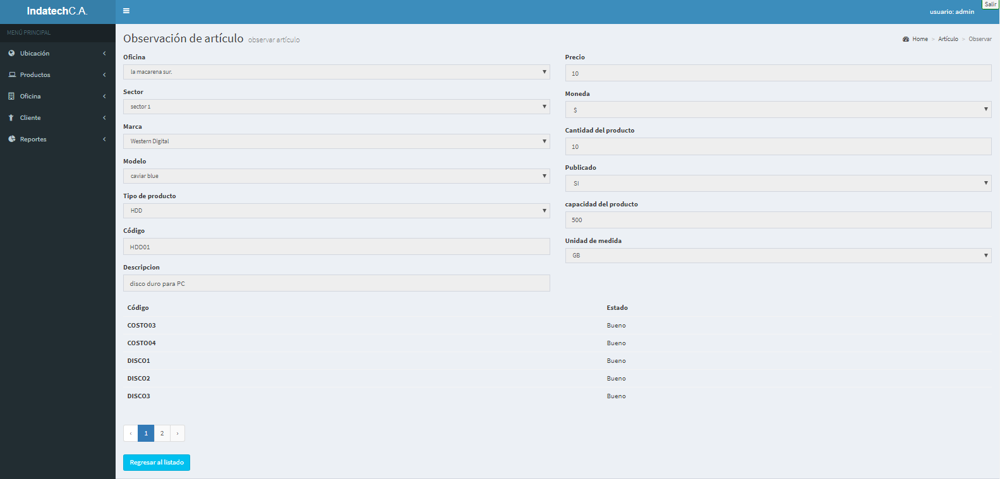 IndatechC.A.
usuario: admin
Salir
MENÚ PRINCIPAL
Ubicación
Productos
Oficina
Cliente
Reportes
Observación de artículo observar artículo
Home > Artículo > Observar
Oficina
la macarena sur.
Sector
sector 1
Marca
Western Digital
Modelo
caviar blue
Tipo de producto
HDD
Código
HDD01
Descripcion
disco duro para PC
Precio
10
Moneda
$
Cantidad del producto
10
Publicado
SI
capacidad del producto
500
Unidad de medida
GB
Código Estado
COSTO03 Bueno
COSTO04 Bueno
DISCO1 Bueno
DISCO2 Bueno
DISCO3 Bueno
‹ 1 2 ›
Regresar al listado